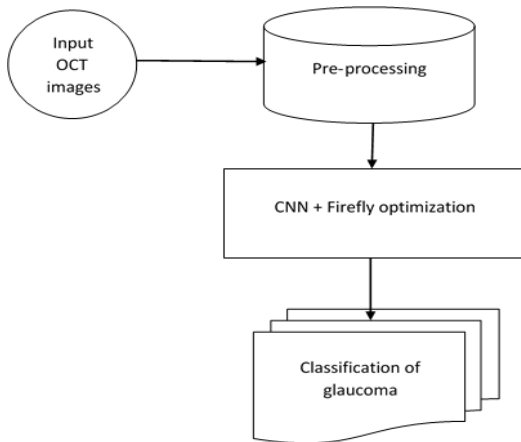 Input
OCT
images
Pre-processing
CNN + Firefly optimization
Classification of
glaucoma